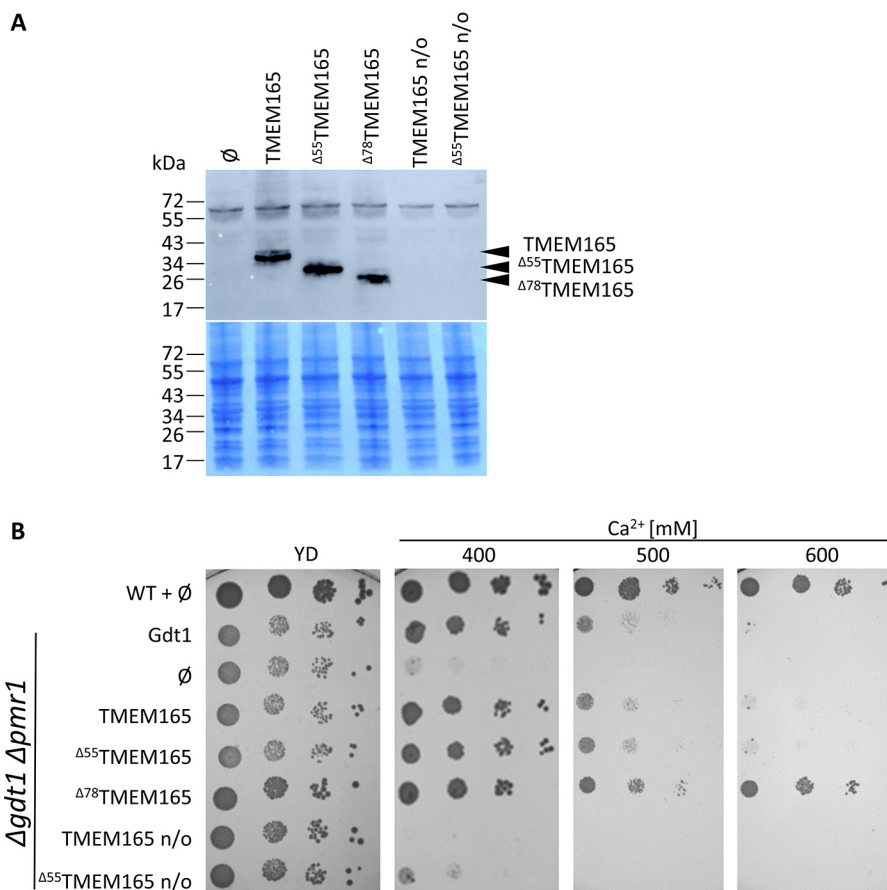 A
Ø
TMEM165
Δ55TMEM165
Δ78TMEM165
TMEM165 n/o
Δ55TMEM165 n/o
kDa
72
55
43
34
26
17
TMEM165
Δ55TMEM165
Δ78TMEM165
72
55
43
34
26
17
B
Ca2+ [mM]
YD
400
500
600
WT + Ø
Gdt1
Ø
TMEM165
Δ55TMEM165
Δ78TMEM165
TMEM165 n/o
Δ55TMEM165 n/o
Δgdt1 Δpmr1